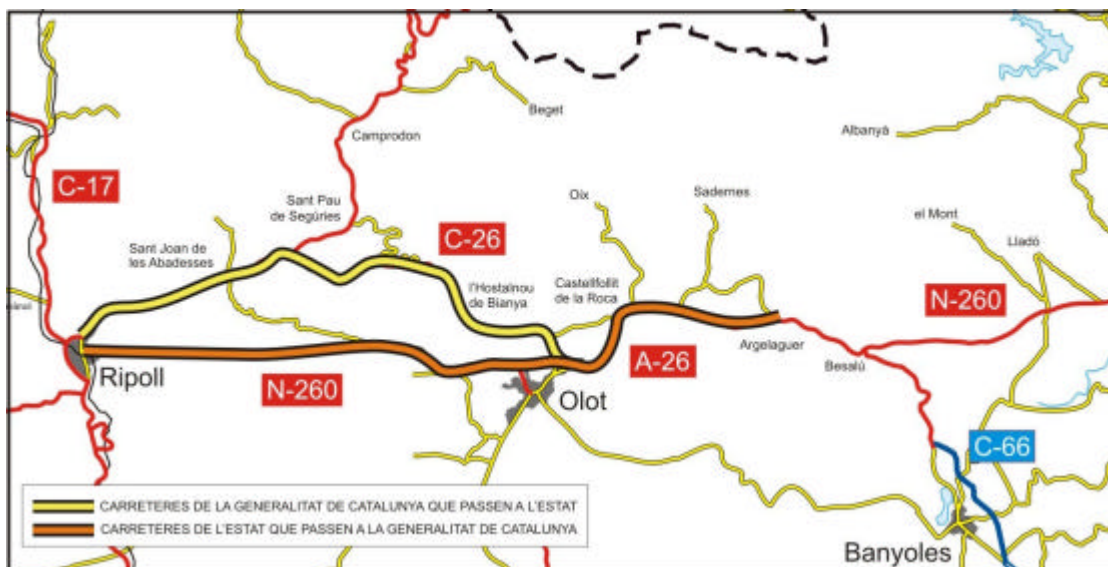 Beget
Albanyà
Camprodon
C-17
Sadernes
Oix
Sant Pau
de Segúries
el Mont
C-26
Lladó
Sant Joan de
les Abadesses
l'Hostalnou
de Bianya
Castellfollit
de la Roca
N-260
Argelaguer
A-26
Besalú
Ripoll
N-260
Olot
C-66
CARRETERES DE LA GENERALITAT DE CATALUNYA QUE PASSEN A L'ESTAT
CARRETERES DE L'ESTAT QUE PASSEN A LA GENERALITAT DE CATALUNYA
Banyoles